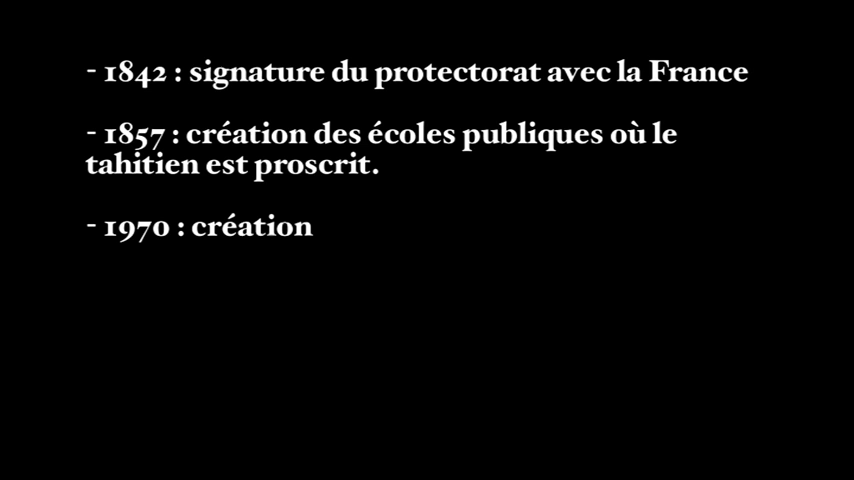 - 1842 : signature du protectorat avec la France
- 1857 : création des écoles publiques où le
tahitien est proscrit.
- 1970 : création